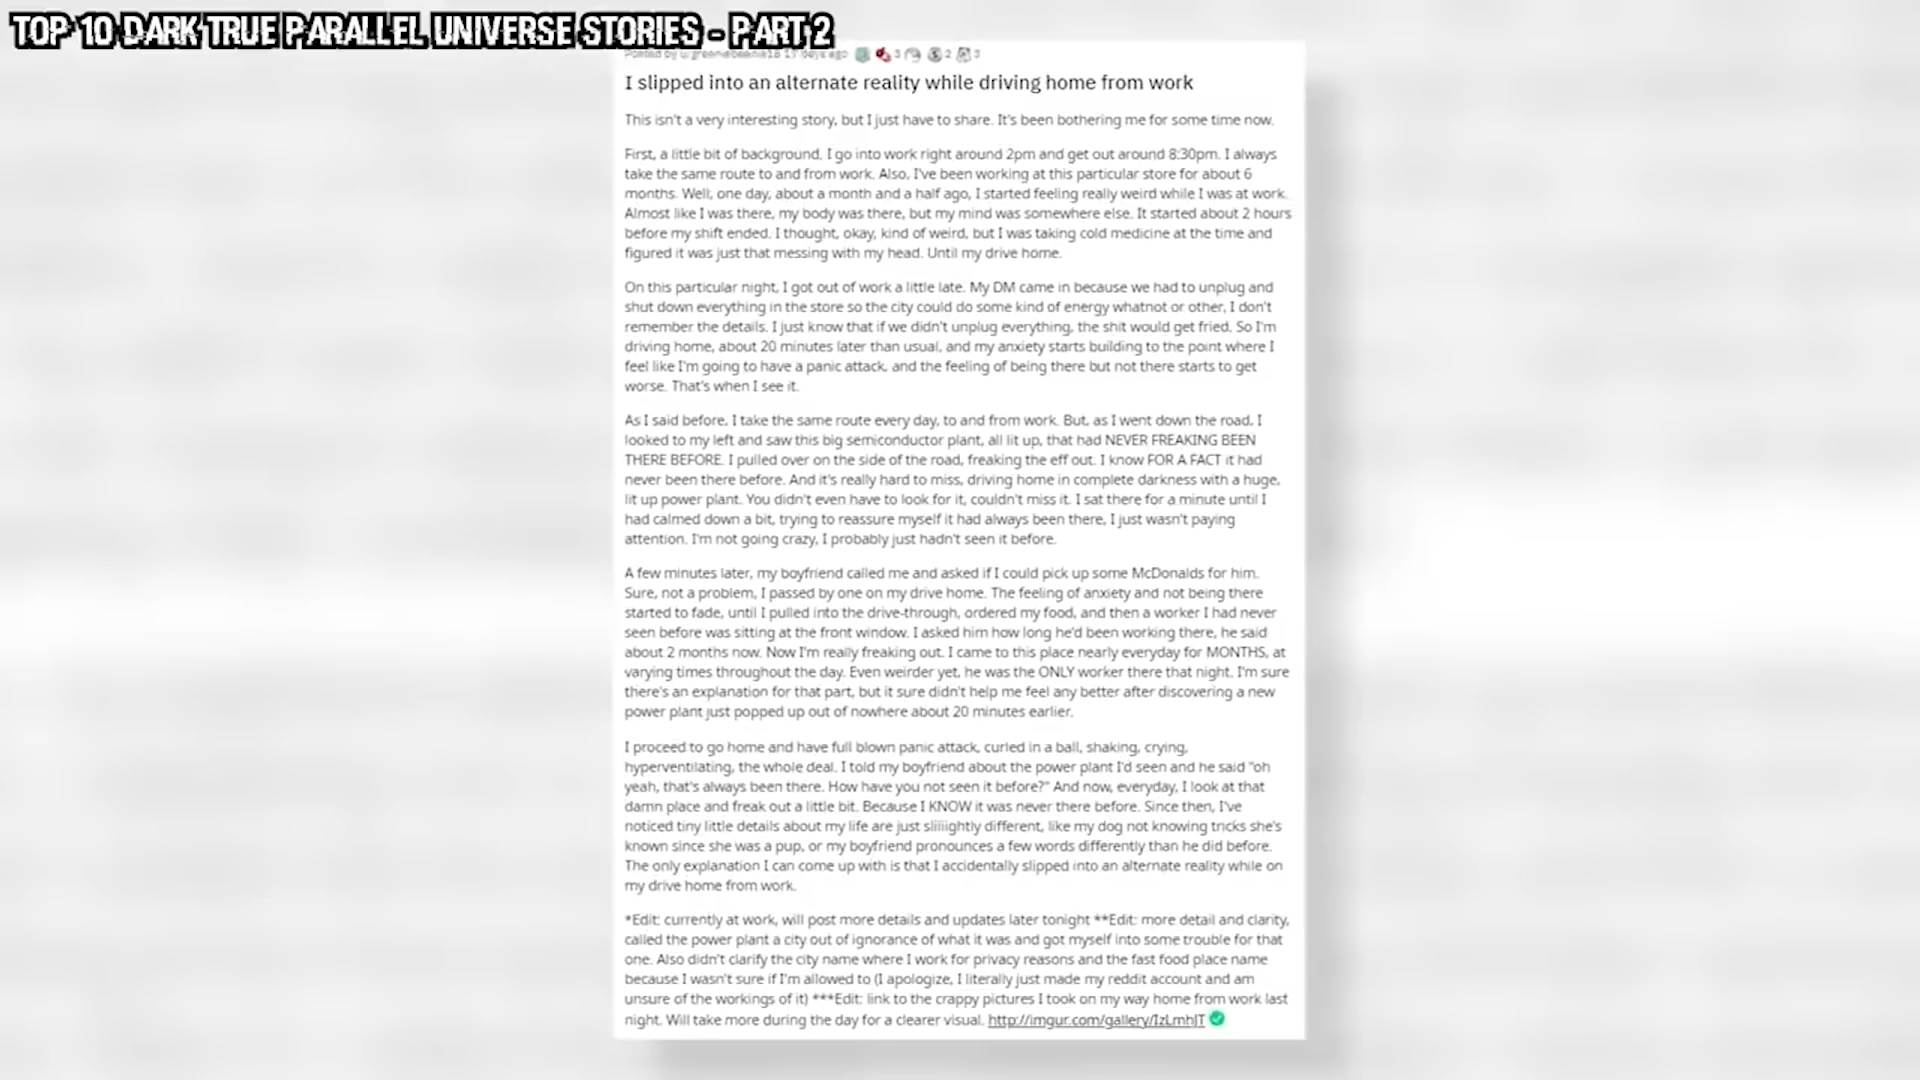 TOP 10 DARK TRUE PARALLEL UNIVERSE STORIES - PART 2
Posted by 17 days ago 3 2 3
I slipped into an alternate reality while driving home from work
This isn't a very interesting story, but I just have to share. It's been bothering me for some time now.
First, a little bit of background. I go into work right around 2pm and get out around 8:30pm. I always
take the same route to and from work. Also, I've been working at this particular store for about 6
months. Well, one day, about a month and a half ago, I started feeling really weird while I was at work.
Almost like I was there, my body was there, but my mind was somewhere else. It started about 2 hours
before my shift ended. I thought, okay, kind of weird, but I was taking cold medicine at the time and
figured it was just that messing with my head. Until my drive home.
On this particular night, I got out of work a little late. My DM came in because we had to unplug and
shut down everything in the store so the city could do some kind of energy whatnot or other, I don't
remember the details. I just know that if we didn't unplug everything, the shit would get fried. So I'm
driving home, about 20 minutes later than usual, and my anxiety starts building to the point where I
feel like I'm going to have a panic attack, and the feeling of being there but not there starts to get
worse. That's when I see it.
As I said before, I take the same route every day, to and from work. But, as I went down the road, I
looked to my left and saw this big semiconductor plant, all lit up, that had NEVER FREAKING BEEN
THERE BEFORE. I pulled over on the side of the road, freaking the eff out. I know FOR A FACT it had
never been there before. And it's really hard to miss, driving home in complete darkness with a huge,
lit up power plant. You didn't even have to look for it, couldn't miss it. I sat there for a minute until I
had calmed down a bit, trying to reassure myself it had always been there, I just wasn't paying
attention. I'm not going crazy, I probably just hadn't seen it before.
A few minutes later, my boyfriend called me and asked if I could pick up some McDonalds for him.
Sure, not a problem, I passed by one on my drive home. The feeling of anxiety and not being there
started to fade, until I pulled into the drive-through, ordered my food, and then a worker I had never
seen before was sitting at the front window. I asked him how long he'd been working there, he said
about 2 months now. Now I'm really freaking out. I came to this place nearly everyday for MONTHS, at
varying times throughout the day. Even weirder yet, he was the ONLY worker there that night. I'm sure
there's an explanation for that part, but it sure didn't help me feel any better after discovering a new
power plant just popped up out of nowhere about 20 minutes earlier.
I proceed to go home and have full blown panic attack, curled in a ball, shaking, crying,
hyperventilating, the whole deal. I told my boyfriend about the power plant I'd seen and he said "oh
yeah, that's always been there. How have you not seen it before?" And now, everyday, I look at that
damn place and freak out a little bit. Because I KNOW it was never there before. Since then, I've
noticed tiny little details about my life are just sliiiightly different, like my dog not knowing tricks she's
known since she was a pup, or my boyfriend pronounces a few words differently than he did before.
The only explanation I can come up with is that I accidentally slipped into an alternate reality while on
my drive home from work.
*Edit: currently at work, will post more details and updates later tonight **Edit: more detail and clarity,
called the power plant a city out of ignorance of what it was and got myself into some trouble for that
one. Also didn't clarify the city name where I work for privacy reasons and the fast food place name
because I wasn't sure if I'm allowed to (I apologize, I literally just made my reddit account and am
unsure of the workings of it) ***Edit: link to the crappy pictures I took on my way home from work last
night. Will take more during the day for a clearer visual. http://imgur.com/gallery/IzLmhJT